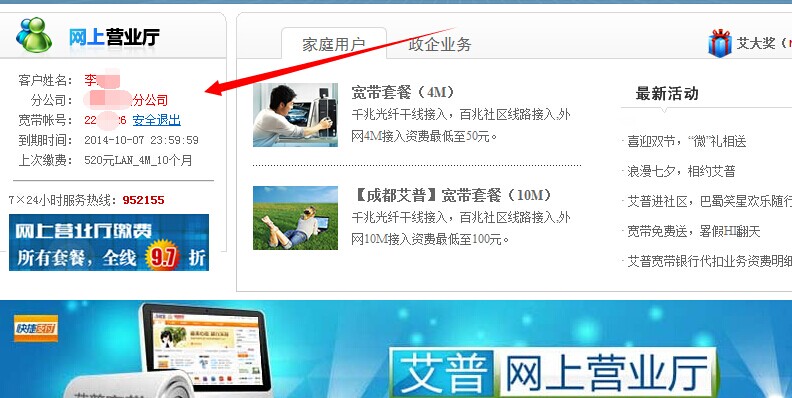 网上营业厅
客户姓名: 李
分公司: 分公司
宽带帐号: 22 26 安全退出
到期时间: 2014-10-07 23:59:59
上次缴费: 520元LAN_4M_10个月
7×24小时服务热线: 952155
网上营业厅缴费
所有套餐，全线 9.7 折
家庭用户
政企业务
宽带套餐（4M）
千兆光纤干线接入，百兆社区线路接入,外
网4M接入资费最低至50元。
【成都艾普】宽带套餐（10M）
千兆光纤干线接入，百兆社区线路接入,外
网10M接入资费最低至100元。
艾大奖（
最新活动
· 喜迎双节，“微”礼相送
· 浪漫七夕，相约艾普
· 艾普进社区，巴蜀笑星欢乐随行
· 宽带免费送，暑假HI翻天
· 艾普宽带银行代扣业务资费明细
艾普 网上营业厅